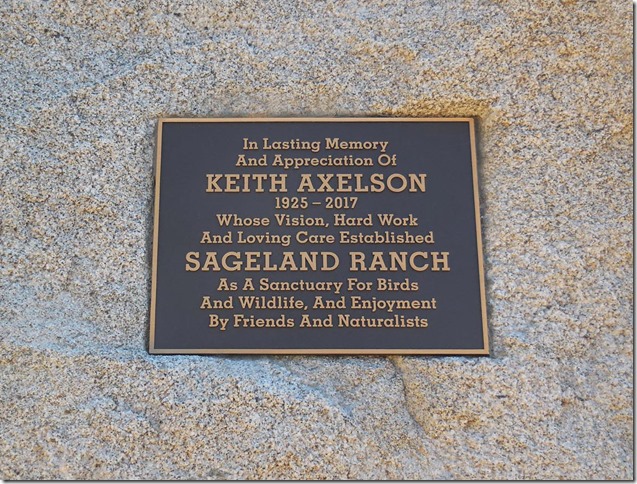 In Lasting Memory
And Appreciation Of
KEITH AXELSON
1925 – 2017
Whose Vision, Hard Work
And Loving Care Established
SAGELAND RANCH
As A Sanctuary For Birds
And Wildlife, And Enjoyment
By Friends And Naturalists